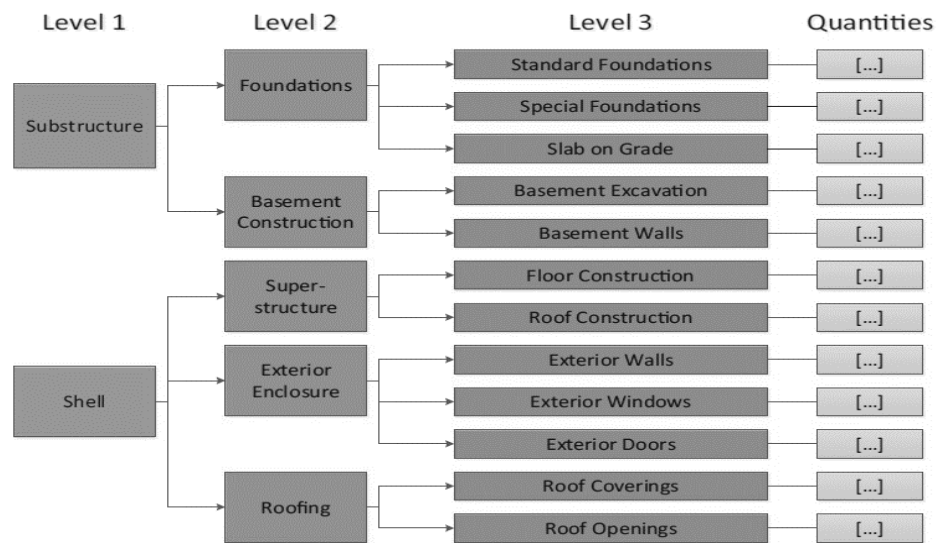 Level 1
Level 2
Level 3
Quantities
Substructure
Foundations
Standard Foundations
[...]
Special Foundations
[...]
Slab on Grade
[...]
Basement
Construction
Basement Excavation
[...]
Basement Walls
[...]
Shell
Super-
structure
Floor Construction
[...]
Roof Construction
[...]
Exterior
Enclosure
Exterior Walls
[...]
Exterior Windows
[...]
Exterior Doors
[...]
Roofing
Roof Coverings
[...]
Roof Openings
[...]